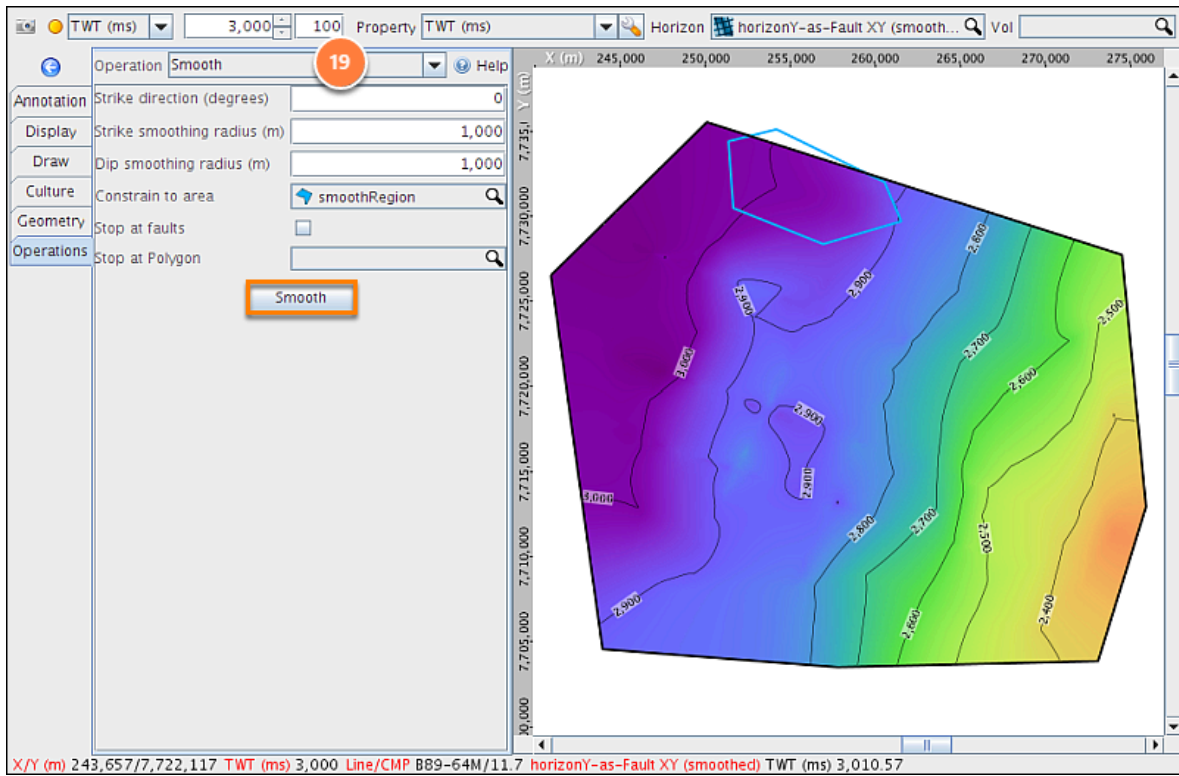 TWT (ms) 3,000 100 Property TWT (ms) Horizon horizonY-as-Fault XY (smooth... Vol
Operation Smooth 19 Help
Annotation
Display
Draw
Culture
Geometry
Operations
Strike direction (degrees) 0
Strike smoothing radius (m) 1,000
Dip smoothing radius (m) 1,000
Constrain to area smoothRegion
Stop at faults
Stop at Polygon
Smooth
X (m) 245,000 250,000 255,000 260,000 265,000 270,000 275,000
Y (m)
7,730,000
7,725,000
7,720,000
7,715,000
7,710,000
7,705,000
2,800
2,900
2,900
2,500
2,700
3,000
2,600
2,900
2,900
3,000
2,800
2,700
2,500
2,900
2,600
2,400
X/Y (m) 243,657/7,722,117 TWT (ms) 3,000 Line/CMP B89-64M/11.7 horizonY-as-Fault XY (smoothed) TWT (ms) 3,010.57